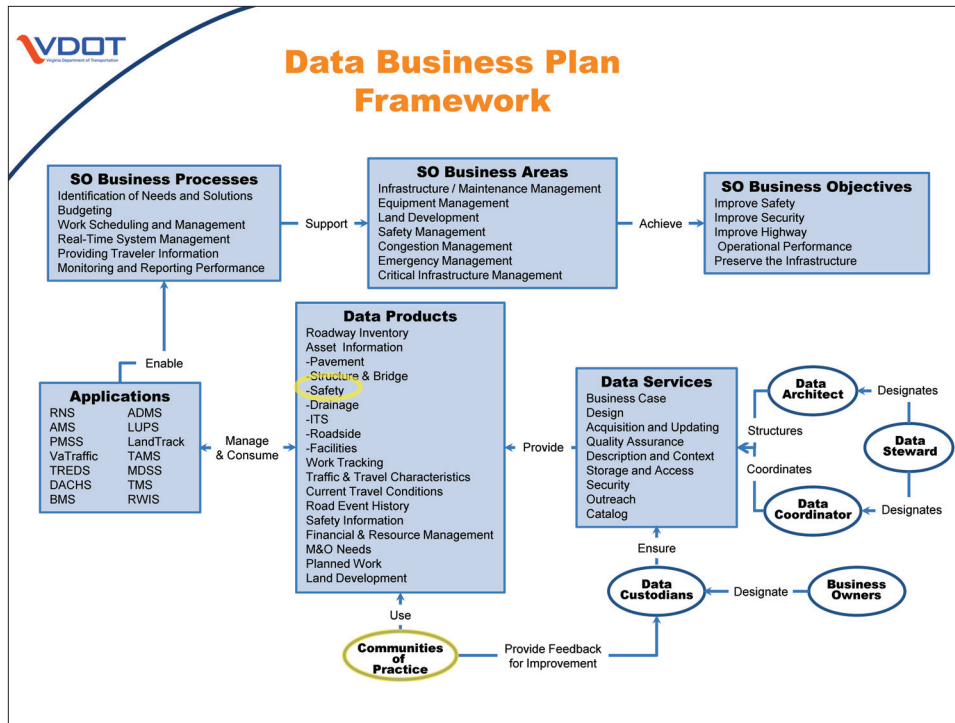 VDOT
Virginia Department of Transportation
Data Business Plan
Framework
SO Business Processes
Identification of Needs and Solutions
Budgeting
Work Scheduling and Management
Real-Time System Management
Providing Traveler Information
Monitoring and Reporting Performance
Support
SO Business Areas
Infrastructure / Maintenance Management
Equipment Management
Land Development
Safety Management
Congestion Management
Emergency Management
Critical Infrastructure Management
Achieve
SO Business Objectives
Improve Safety
Improve Security
Improve Highway
Operational Performance
Preserve the Infrastructure
Enable
Applications
RNS ADMS
AMS LUPS
PMSS LandTrack
VaTraffic TAMS
TREDS MDSS
DACHS TMS
BMS RWIS
Manage
& Consume
Data Products
Roadway Inventory
Asset Information
-Pavement
-Structure & Bridge
-Safety
-Drainage
-ITS
-Roadside
-Facilities
Work Tracking
Traffic & Travel Characteristics
Current Travel Conditions
Road Event History
Safety Information
Financial & Resource Management
M&O Needs
Planned Work
Land Development
Provide
Data Services
Business Case
Design
Acquisition and Updating
Quality Assurance
Description and Context
Storage and Access
Security
Outreach
Catalog
Structures
Coordinates
Data
Architect
Designates
Data
Steward
Data
Coordinator
Designates
Ensure
Data
Custodians
Designate
Business
Owners
Use
Communities
of
Practice
Provide Feedback
for Improvement